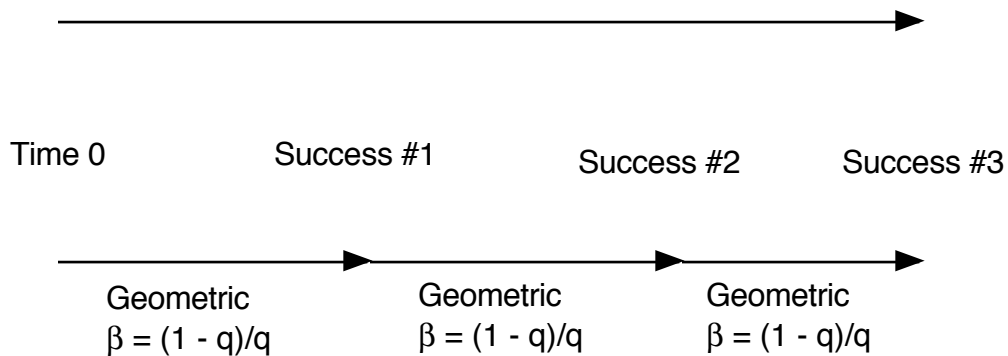 Time 0
Success #1
Success #2
Success #3
Geometric
β = (1 - q)/q
Geometric
β = (1 - q)/q
Geometric
β = (1 - q)/q